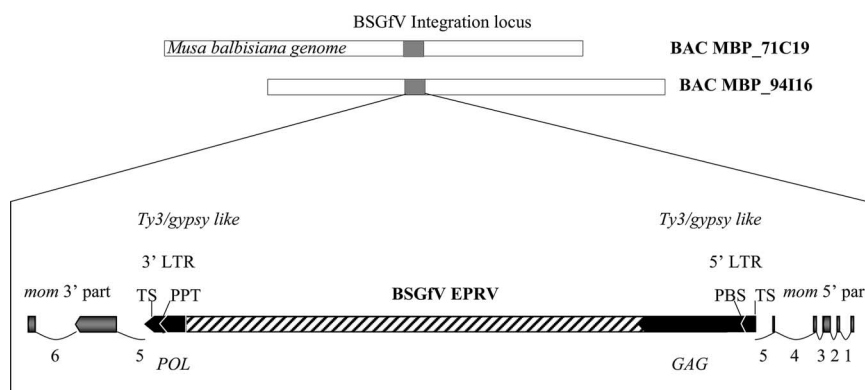 BSGfV Integration locus
Musa balbisiana genome
BAC MBP_71C19
BAC MBP_94I16
Ty3/gypsy like Ty3/gypsy like
3’ LTR 5’ LTR
mom 3’ part TS PPT BSGfV EPRV PBS TS mom 5’ par
6 5 POL GAG 5 4 3 2 1